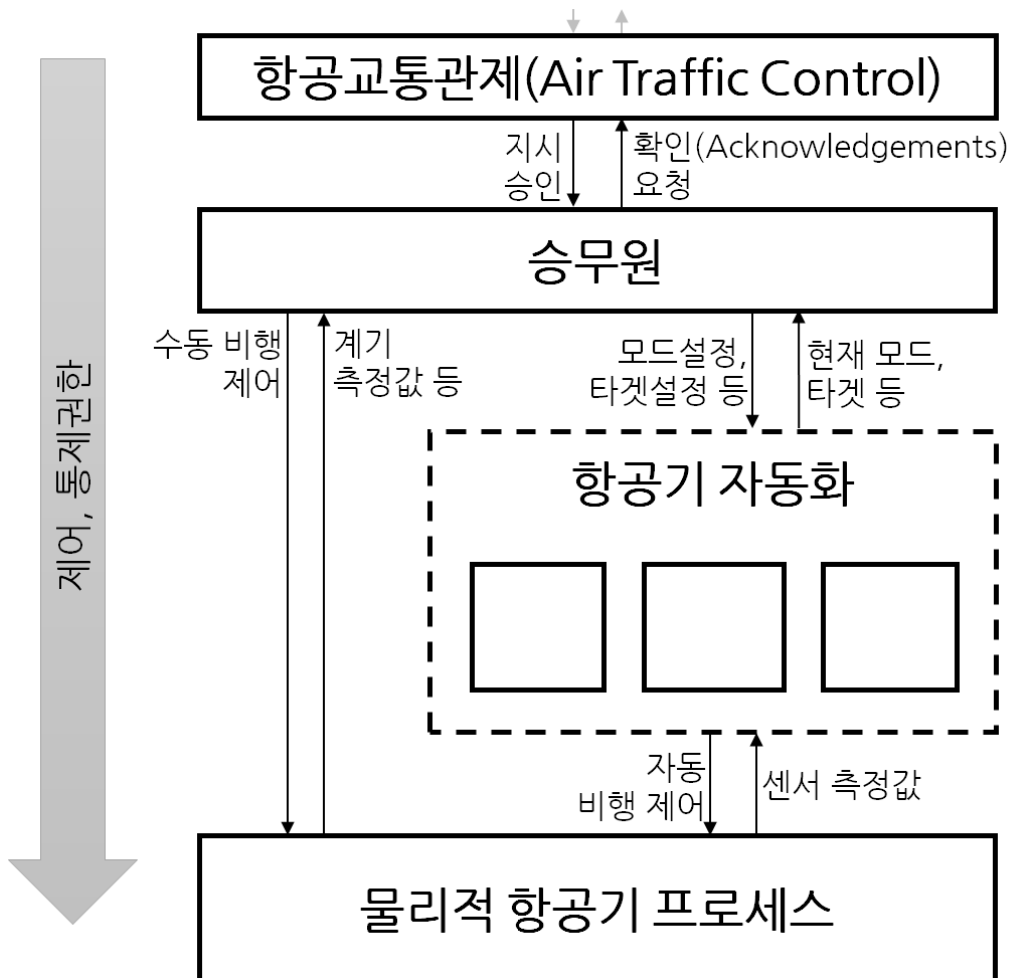 항공교통관제(Air Traffic Control)
지시
승인
확인(Acknowledgements)
요청
승무원
수동 비행
제어
계기
측정값 등
모드설정,
타겟설정 등
현재 모드,
타겟 등
제어, 통제권한
항공기 자동화
자동
비행 제어
센서 측정값
물리적 항공기 프로세스